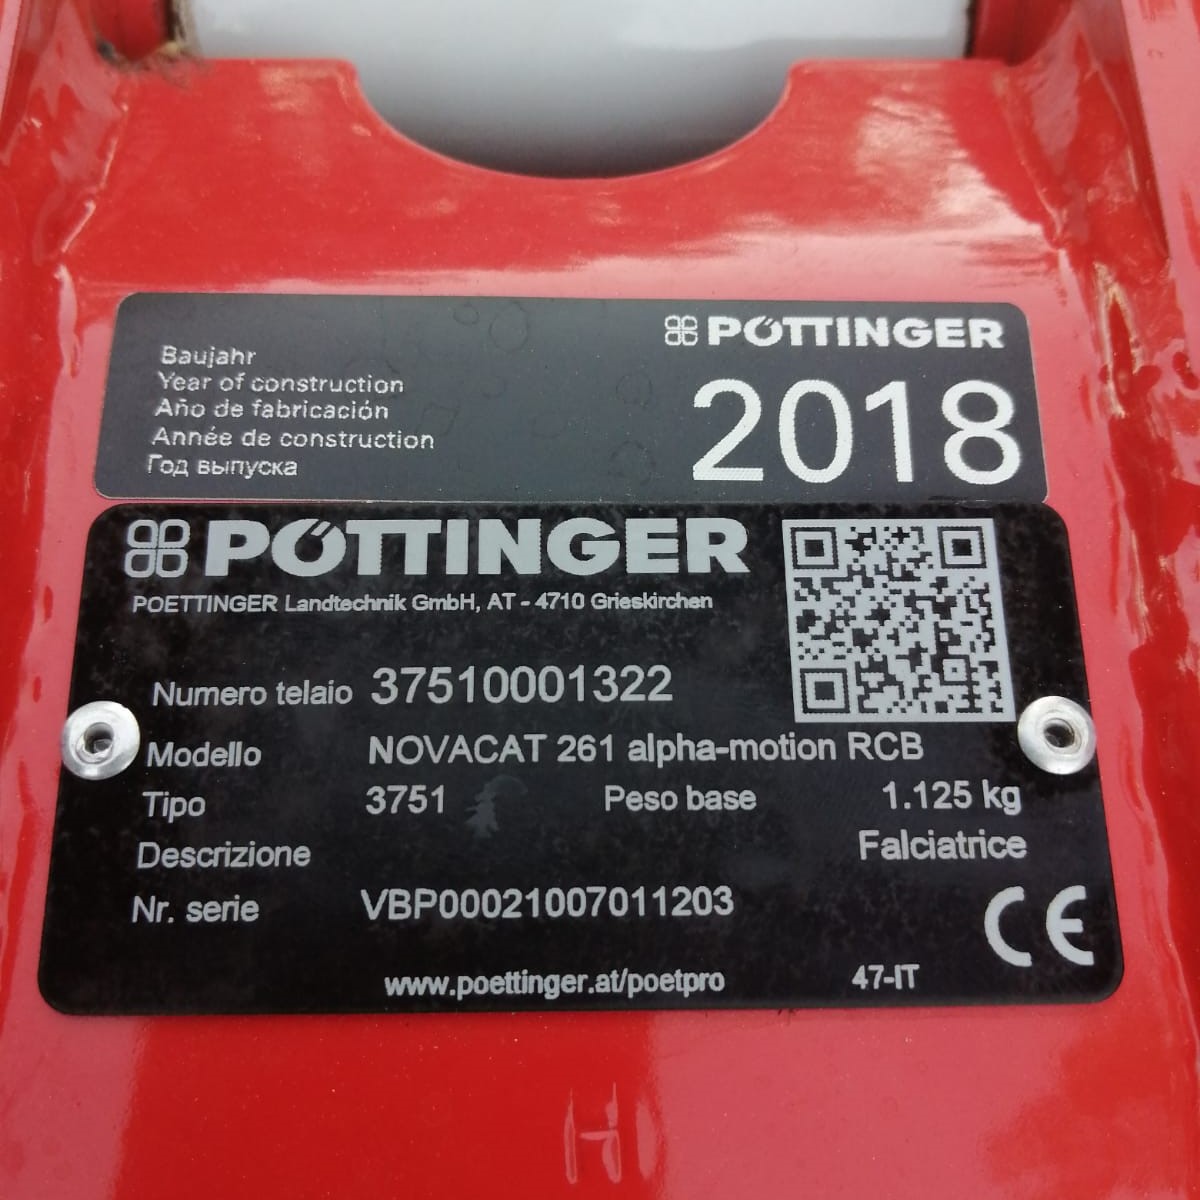 PÖTTINGER
Baujahr
Year of construction
Año de fabricación
Année de construction
Год выпуска
2018
PÖTTINGER
POETTINGER Landtechnik GmbH, AT - 4710 Grieskirchen
Numero telaio 37510001322
Modello NOVACAT 261 alpha-motion RCB
Tipo 3751 Peso base 1.125 kg
Descrizione Falciatrice
Nr. serie VBP00021007011203
CE
www.poettinger.at/poetpro 47-IT
H